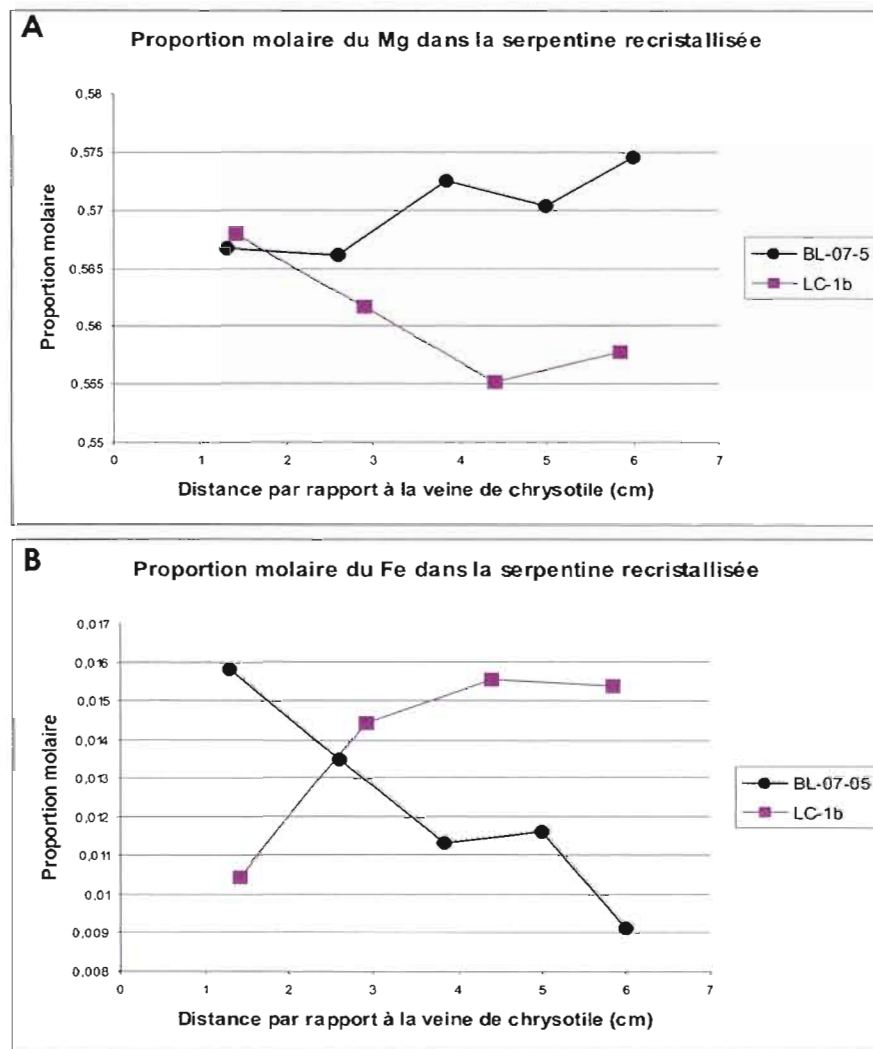 A
Proportion molaire du Mg dans la serpentine recristallisée
0,58
0,575
0,57
0,565
0,56
0,565
0,55
Proportion molaire
0 1 2 3 4 5 6 7
Distance par rapport à la veine de chrysotile (cm)
BL-07-5
LC-1b
B
Proportion molaire du Fe dans la serpentine recristallisée
0,017
0,016
0,015
0,014
0,013
0,012
0,011
0,01
0,009
0,008
Proportion molaire
0 1 2 3 4 5 6 7
Distance par rapport à la veine de chrysotile (cm)
BL-07-05
LC-1b